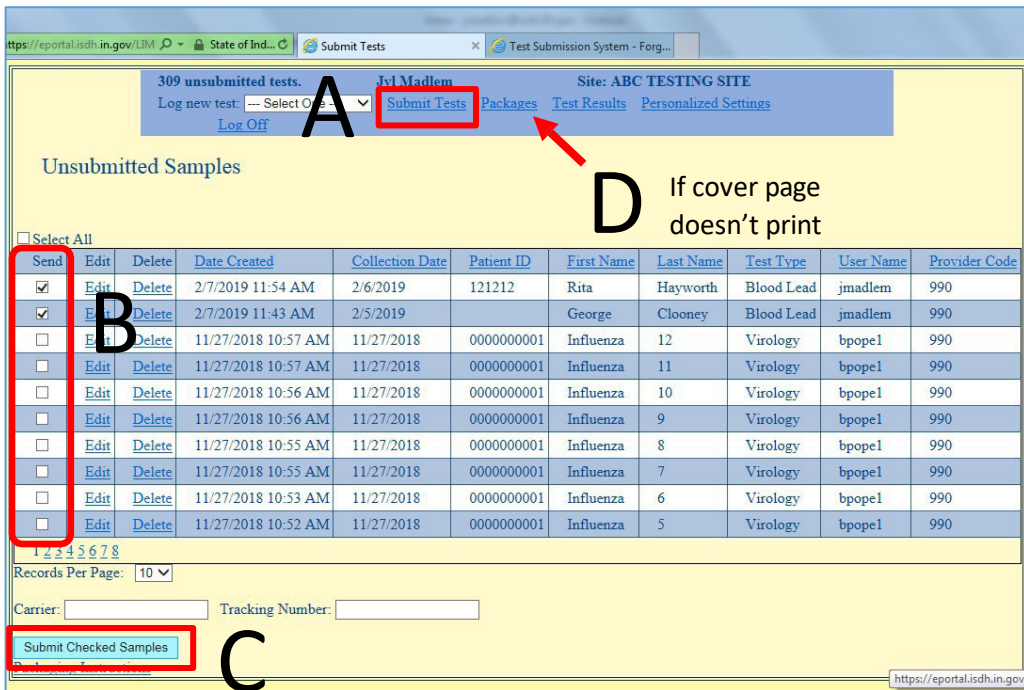 ttps://eportal.isdh.in.gov/LIM State of Ind... Submit Tests Test Submission System - Forg...
309 unsubmitted tests. Jyl Madlem Site: ABC TESTING SITE
Log new test: --- Select One -- Submit Tests Packages Test Results Personalized Settings
Log Off
A
Unsubmitted Samples
D If cover page
doesn't print
Select All
Send Edit Delete Date Created Collection Date Patient ID First Name Last Name Test Type User Name Provider Code
Edit Delete 2/7/2019 11:54 AM 2/6/2019 121212 Rita Hayworth Blood Lead jmadlem 990
Edit Delete 2/7/2019 11:43 AM 2/5/2019 George Clooney Blood Lead jmadlem 990
B
Edit Delete 11/27/2018 10:57 AM 11/27/2018 0000000001 Influenza 12 Virology bpope1 990
Edit Delete 11/27/2018 10:57 AM 11/27/2018 0000000001 Influenza 11 Virology bpope1 990
Edit Delete 11/27/2018 10:56 AM 11/27/2018 0000000001 Influenza 10 Virology bpope1 990
Edit Delete 11/27/2018 10:56 AM 11/27/2018 0000000001 Influenza 9 Virology bpope1 990
Edit Delete 11/27/2018 10:55 AM 11/27/2018 0000000001 Influenza 8 Virology bpope1 990
Edit Delete 11/27/2018 10:55 AM 11/27/2018 0000000001 Influenza 7 Virology bpope1 990
Edit Delete 11/27/2018 10:53 AM 11/27/2018 0000000001 Influenza 6 Virology bpope1 990
Edit Delete 11/27/2018 10:52 AM 11/27/2018 0000000001 Influenza 5 Virology bpope1 990
1 2 3 4 5 6 7 8
Records Per Page: 10
Carrier: Tracking Number:
Submit Checked Samples
C
Packaging Instructions
https://eportal.isdh.in.gov